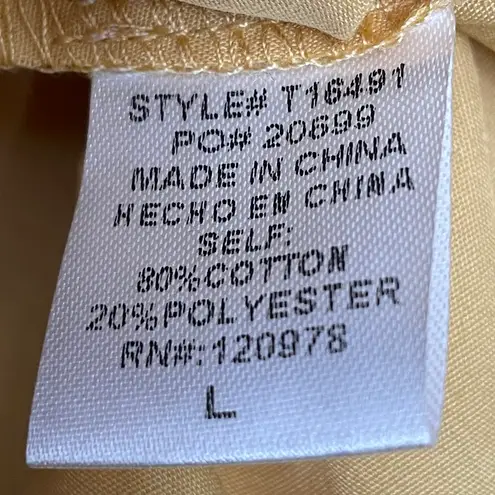 STYLE# T16491
PO# 20699
MADE IN CHINA
HECHO EN CHINA
SELF:
80%COTTON
20%POLYESTER
RN#:120978
L